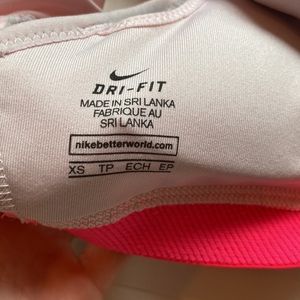 DRI-FIT
MADE IN SRI LANKA
FABRIQUE AU
SRI LANKA
nikebetterworld.com
XS TP ECH EP